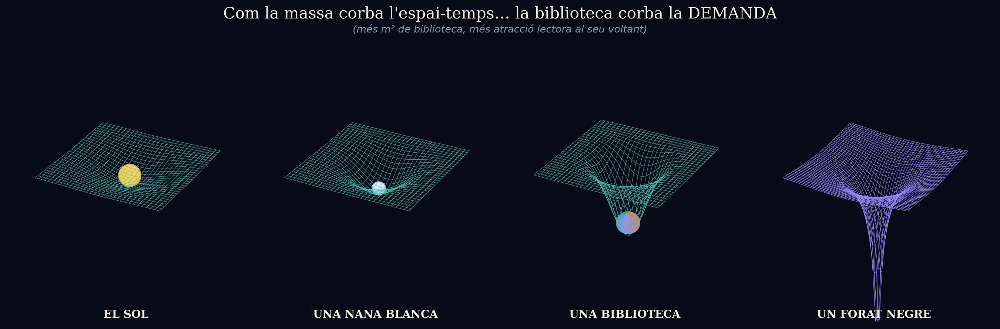 Com la massa corba l'espai-temps... la biblioteca corba la DEMANDA
(més m² de biblioteca, més atracció lectora al seu voltant)
EL SOL
UNA NANA BLANCA
UNA BIBLIOTECA
UN FORAT NEGRE